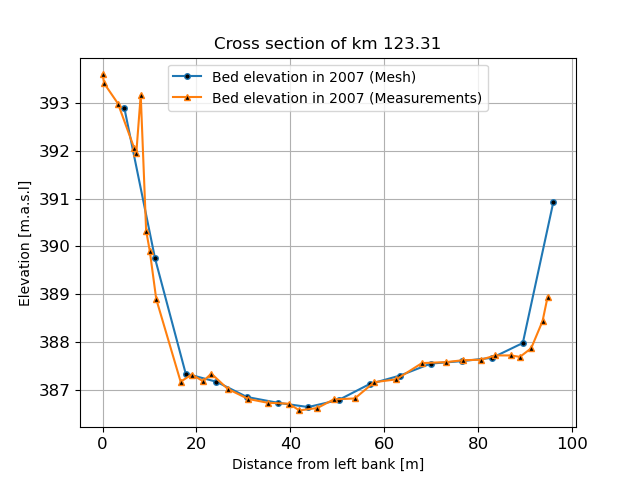 Cross section of km 123.31
Bed elevation in 2007 (Mesh)
Bed elevation in 2007 (Measurements)
Elevation [m.a.s.l]
393
392
391
390
389
388
387
0 20 40 60 80 100
Distance from left bank [m]